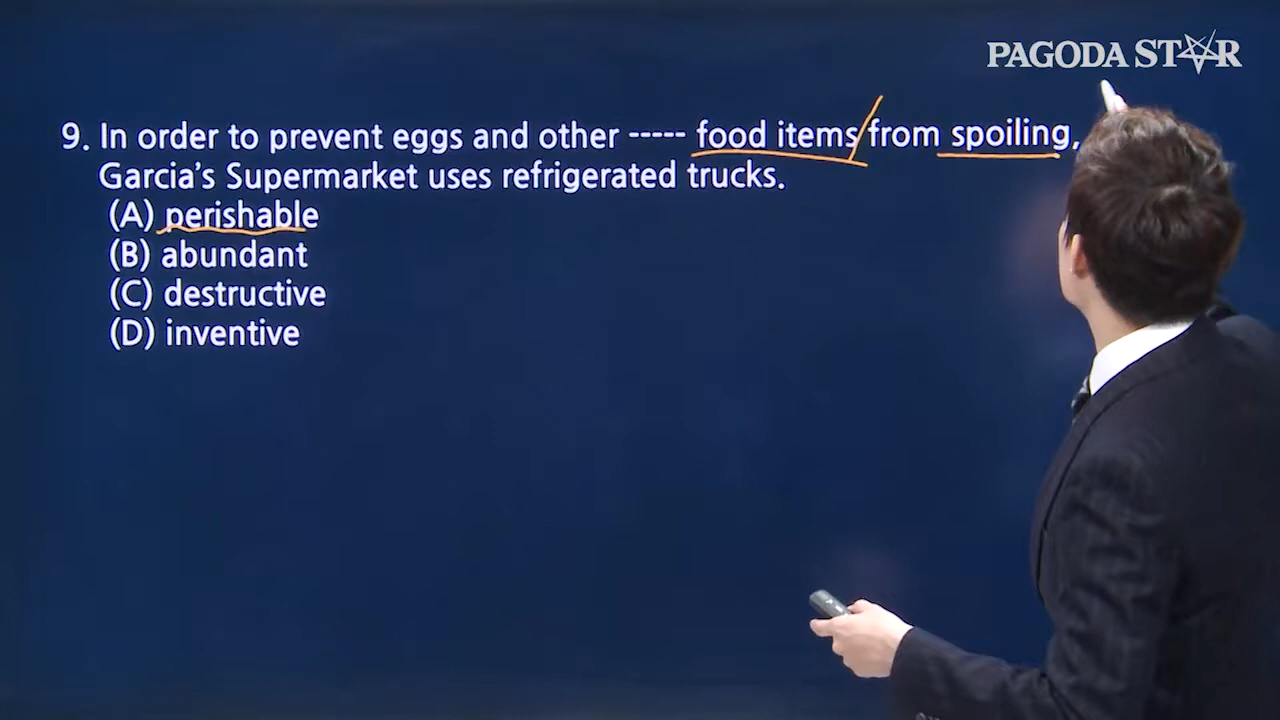 PAGODA STAR
9. In order to prevent eggs and other ----- food items from spoiling,
Garcia's Supermarket uses refrigerated trucks.
(A) perishable
(B) abundant
(C) destructive
(D) inventive